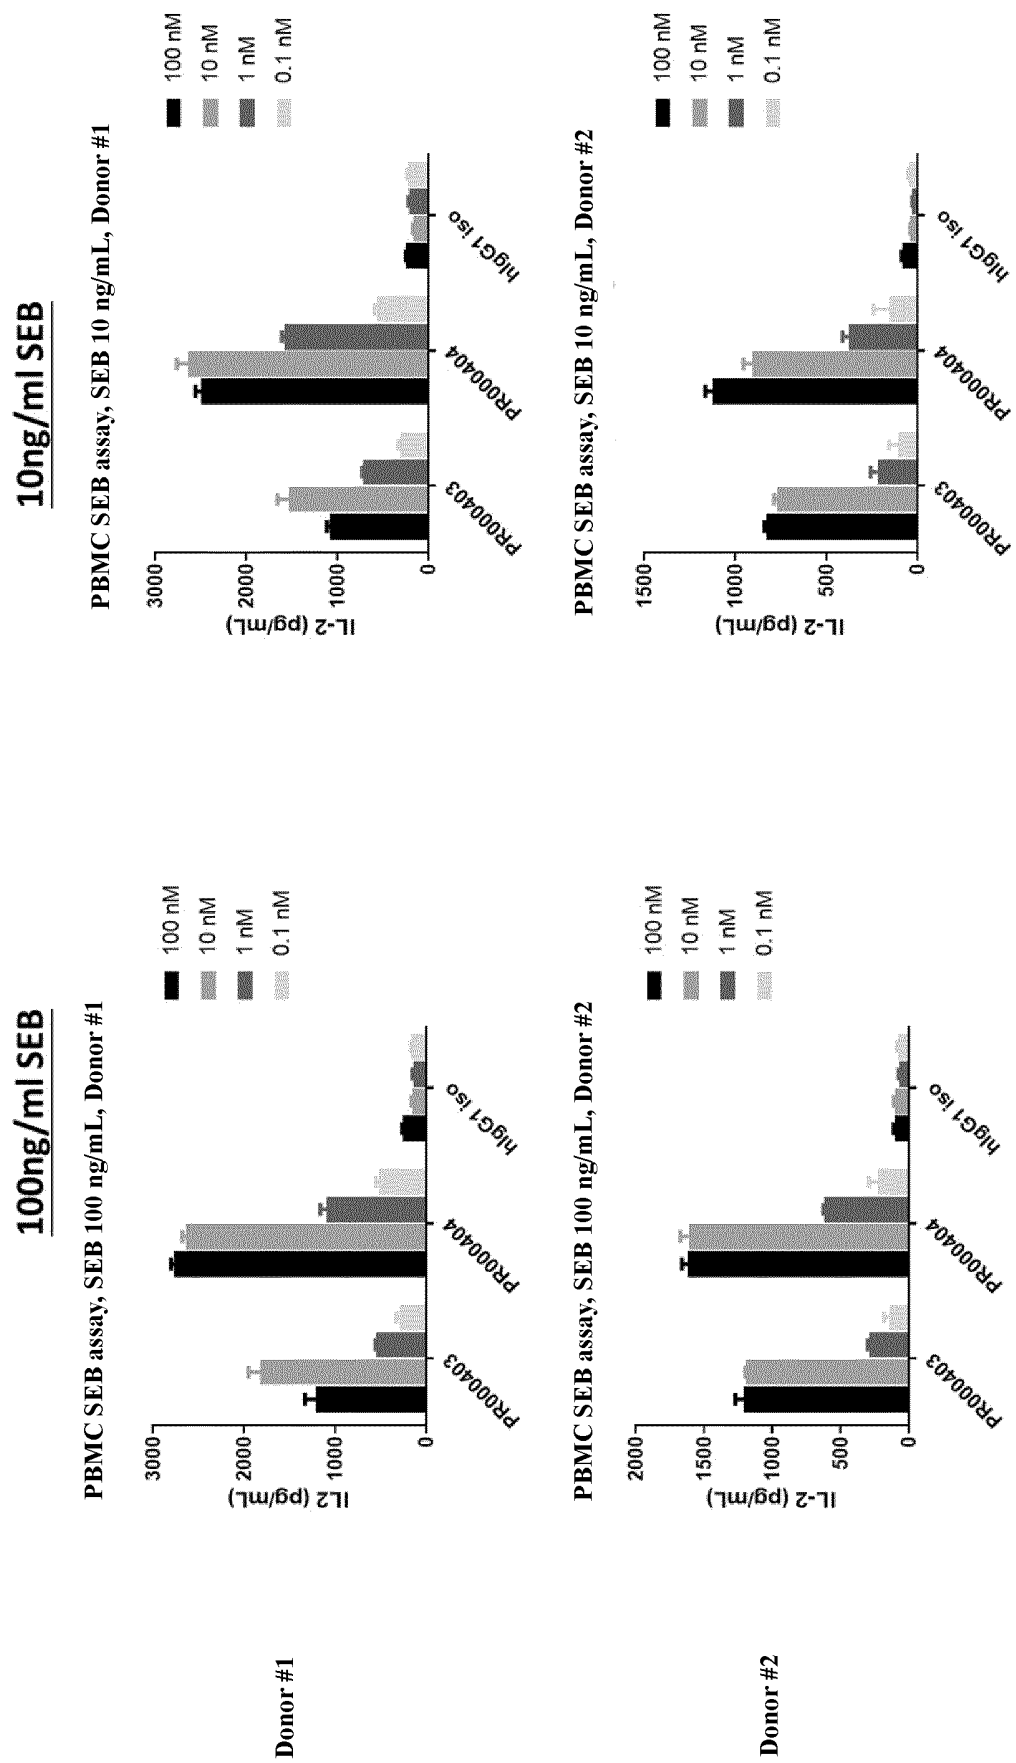 100ng/ml SEB
10ng/ml SEB
Donor #1
PBMC SEB assay, SEB 100 ng/mL, Donor #1
IL2 (pg/mL)
3000
2000
1000
0
PR000403
PR000404
hIgG1 iso
100 nM
10 nM
1 nM
0.1 nM
PBMC SEB assay, SEB 10 ng/mL, Donor #1
IL-2 (pg/mL)
3000
2000
1000
0
PR000403
PR000404
hIgG1 iso
100 nM
10 nM
1 nM
0.1 nM
Donor #2
PBMC SEB assay, SEB 100 ng/mL, Donor #2
IL-2 (pg/mL)
2000
1500
1000
5000
0
PR000403
PR000404
hIgG1 iso
100 nM
10 nM
1 nM
0.1 nM
PBMC SEB assay, SEB 10 ng/mL, Donor #2
IL-2 (pg/mL)
1500
1000
500
0
PR000403
PR000404
hIgG1 iso
100 nM
10 nM
1 nM
0.1 nM